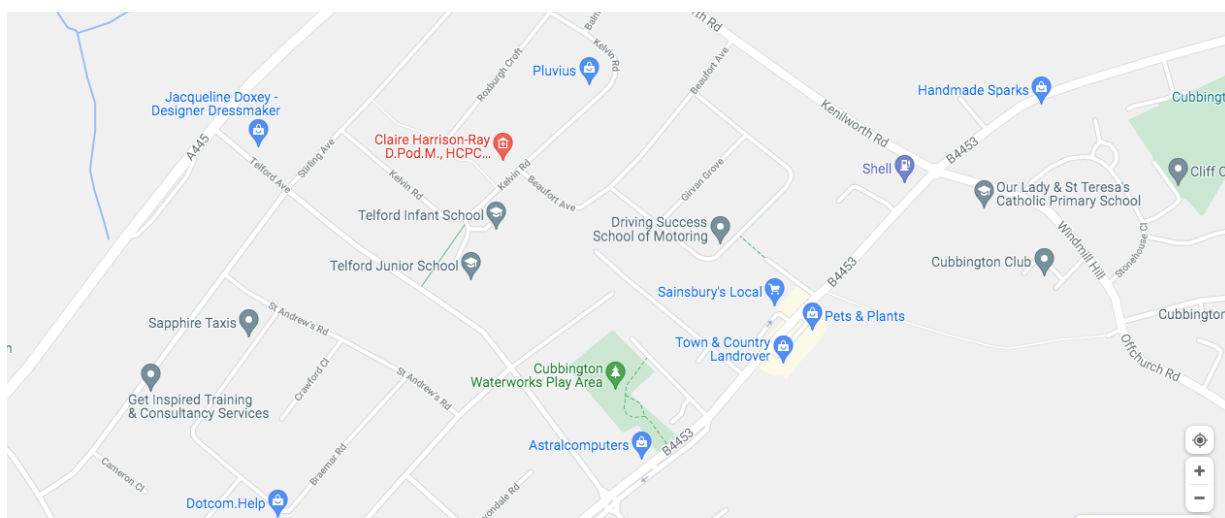 Kelvin Rd
Roxburgh Croft
Beaufort Ave
Pluvius
Kenilworth Rd
Handmade Sparks
B4453
Jacqueline Doxey -
Designer Dressmaker
A445
Telford Ave
Stirling Ave
Claire Harrison-Ray
D.Pod.M., HCPC...
Kelvin Rd
Kelvin Rd
Beaufort Ave
Girvan Grove
Shell
Our Lady & St Teresa's
Catholic Primary School
Telford Infant School
Driving Success
School of Motoring
Windmill Hill
Stonehouse Cl
Telford Junior School
Cubbington Club
B4453
Sainsbury's Local
Pets & Plants
Cubbington
St Andrew's Rd
Sapphire Taxis
Town & Country
Landrover
Offchurch Rd
Crawford Cl
St Andrew's Rd
Cubbington
Waterworks Play Area
Get Inspired Training
& Consultancy Services
Astralcomputers
B4453
Braemar Rd
Cameron Cl
Dotcom.Help
+
−